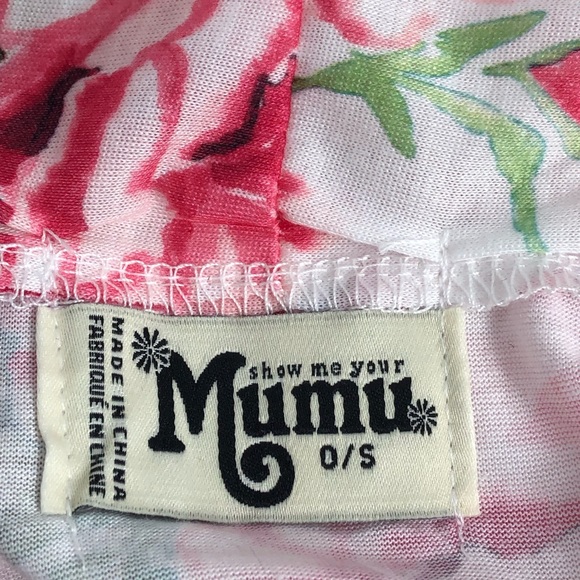 show me your
Mumu
O/S
MADE IN CHINA
FABRIQUÉ EN CHINE